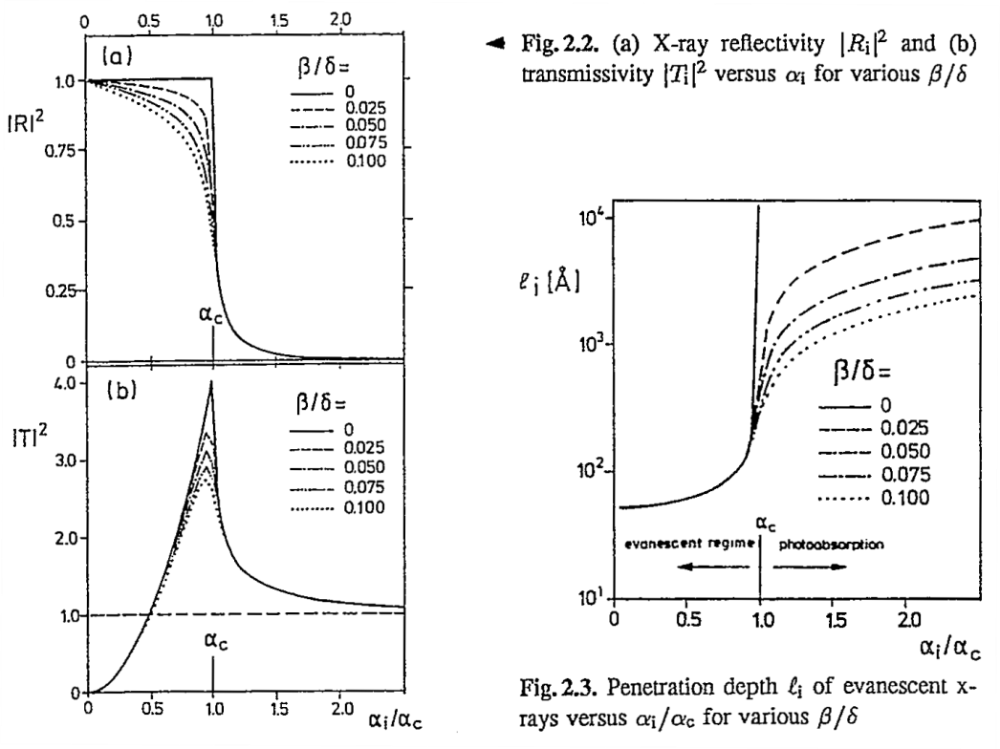 0 0.5 1.0 1.5 2.0
(a)
β/δ=
0
0.025
0.050
0.075
0.100
|R|²
1.0
0.75
0.5
0.25
0
αc
(b)
β/δ=
0
0.025
0.050
0.075
0.100
|T|²
4.0
3.0
2.0
1.0
0
αc
0 0.5 1.0 1.5 2.0
αi/αc
◄ Fig. 2.2. (a) X-ray reflectivity |Ri|² and (b)
transmissivity |Ti|² versus αi for various β/δ
10⁴
ℓi [Å]
10³
10²
10¹
β/δ=
0
0.025
0.050
0.075
0.100
αc
evanescent regime photoabsorption
0 0.5 1.0 1.5 2.0
αi/αc
Fig. 2.3. Penetration depth ℓi of evanescent x-
rays versus αi/αc for various β/δ